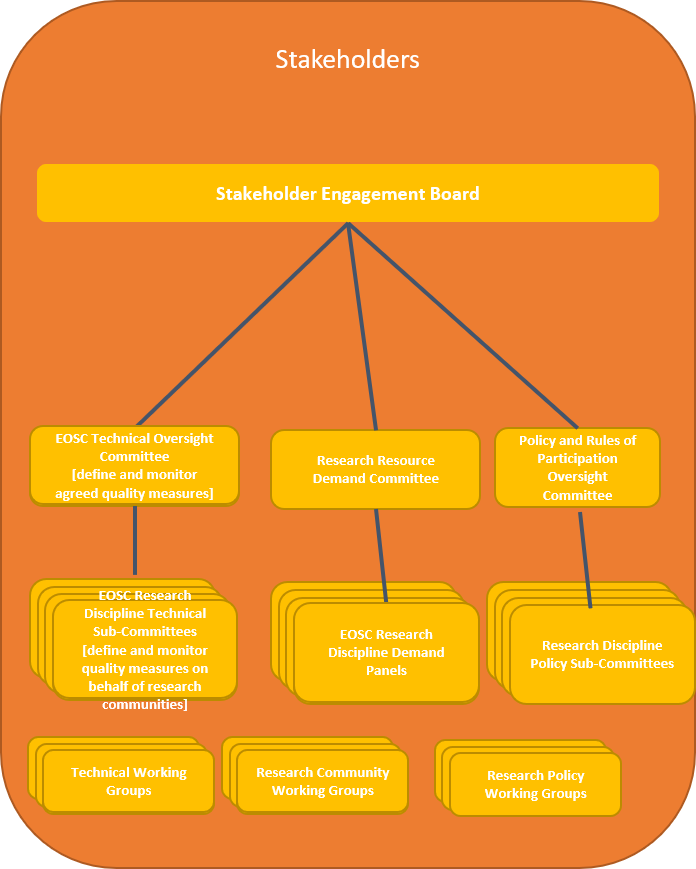 Stakeholders
Stakeholder Engagement Board
EOSC Technical Oversight
Committee
[define and monitor
agreed quality measures]
Research Resource
Demand Committee
Policy and Rules of
Participation
Oversight
Committee
EOSC Research
Discipline Technical
Sub-Committees
[define and monitor
quality measures on
behalf of research
communities]
EOSC Research
Discipline Demand
Panels
Research Discipline
Policy Sub-Committees
Technical Working
Groups
Research Community
Working Groups
Research Policy
Working Groups